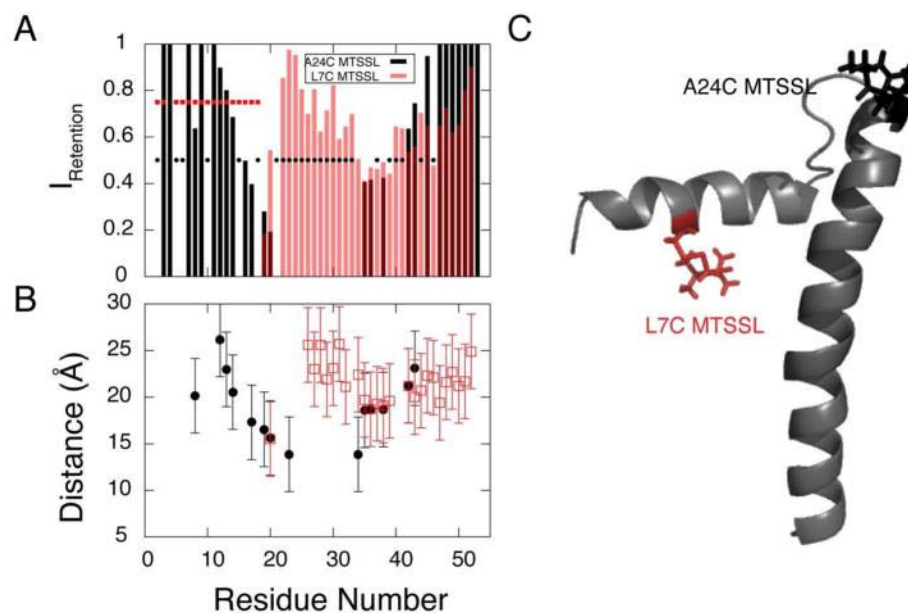 A
C
1
0.8
0.6
0.4
0.2
0
I Retention
A24C MTSSL
L7C MTSSL
A24C MTSSL
L7C MTSSL
B
30
25
20
15
10
5
Distance (Å)
0 10 20 30 40 50
Residue Number